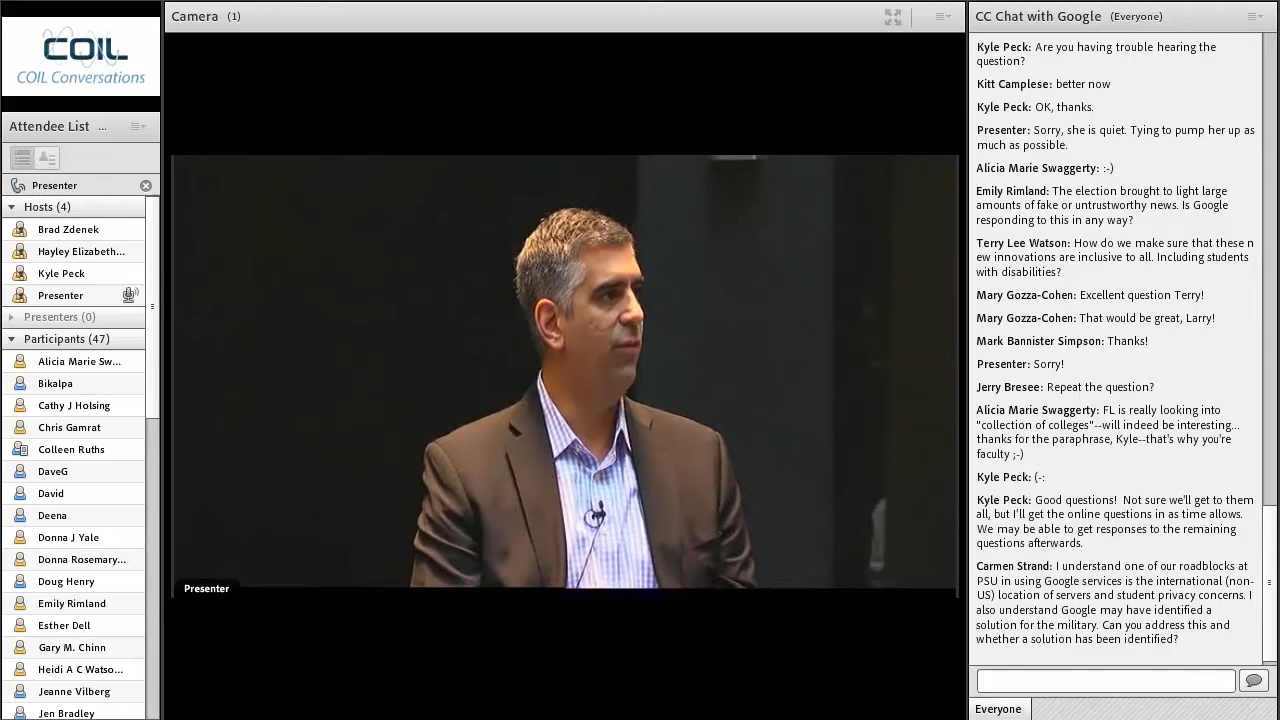 COIL
COIL Conversations
Attendee List ...
Presenter
Hosts (4)
Brad Zdenek
Hayley Elizabeth...
Kyle Peck
Presenter
Presenters (0)
Participants (47)
Alicia Marie Sw...
Bikalpa
Cathy J Holsing
Chris Gamrat
Colleen Ruths
DaveG
David
Deena
Donna J Yale
Donna Rosemary...
Doug Henry
Emily Rimland
Esther Dell
Gary M. Chinn
Heidi A C Watso...
Jeanne Vilberg
Jen Bradley
Camera (1)
Presenter
CC Chat with Google (Everyone)
Kyle Peck: Are you having trouble hearing the
question?
Kitt Camplese: better now
Kyle Peck: OK, thanks.
Presenter: Sorry, she is quiet. Tying to pump her up as
much as possible.
Alicia Marie Swaggerty: :-)
Emily Rimland: The election brought to light large
amounts of fake or untrustworthy news. Is Google
responding to this in any way?
Terry Lee Watson: How do we make sure that these n
ew innovations are inclusive to all. Including students
with disabilities?
Mary Gozza-Cohen: Excellent question Terry!
Mary Gozza-Cohen: That would be great, Larry!
Mark Bannister Simpson: Thanks!
Presenter: Sorry!
Jerry Bresee: Repeat the question?
Alicia Marie Swaggerty: FL is really looking into
"collection of colleges"--will indeed be interesting...
thanks for the paraphrase, Kyle--that's why you're
faculty ;-)
Kyle Peck: (-:
Kyle Peck: Good questions!  Not sure we'll get to them
all, but I'll get the online questions in as time allows.
We may be able to get responses to the remaining
questions afterwards.
Carmen Strand: I understand one of our roadblocks at
PSU in using Google services is the international (non-
US) location of servers and student privacy concerns. I
also understand Google may have identified a
solution for the military. Can you address this and
whether a solution has been identified?
Everyone